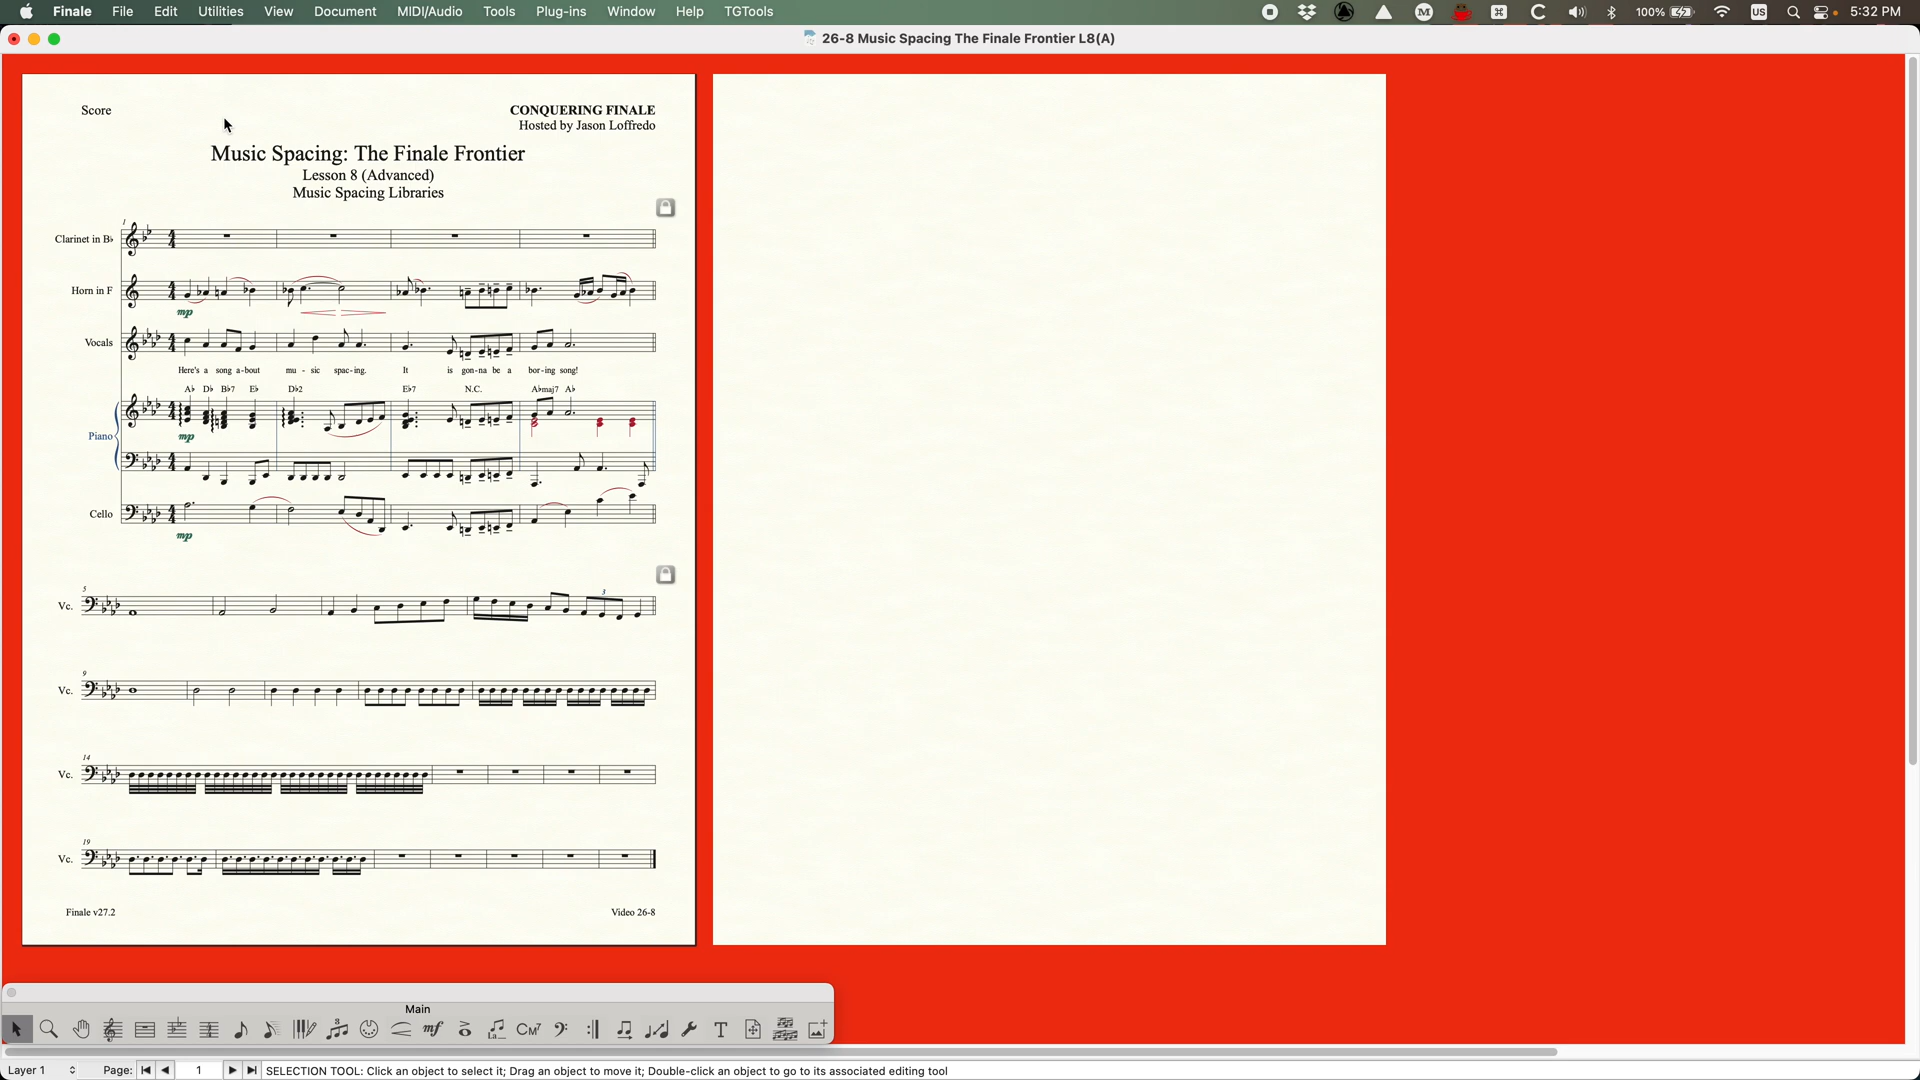 Finale File Edit Utilities View Document MIDI/Audio Tools Plug-ins Window Help TGTools 100% US 5:32 PM
26-8 Music Spacing The Finale Frontier L8(A)
Score
CONQUERING FINALE
Hosted by Jason Loffredo
Music Spacing: The Finale Frontier
Lesson 8 (Advanced)
Music Spacing Libraries
1
Clarinet in B♭
Horn in F
mp
Vocals
Here's a song a-bout mu - sic spac-ing. It is gon-na be a bor-ing song!
A♭ D♭ B♭7 E♭ D♭2 E♭7 N.C. A♭maj7 A♭
Piano
mp
Cello
mp
5
3
Vc.
9
Vc.
14
Vc.
19
Vc.
Finale v27.2
Video 26-8
Main
mf CM7 T
Layer 1 Page: 1 SELECTION TOOL: Click an object to select it; Drag an object to move it; Double-click an object to go to its associated editing tool